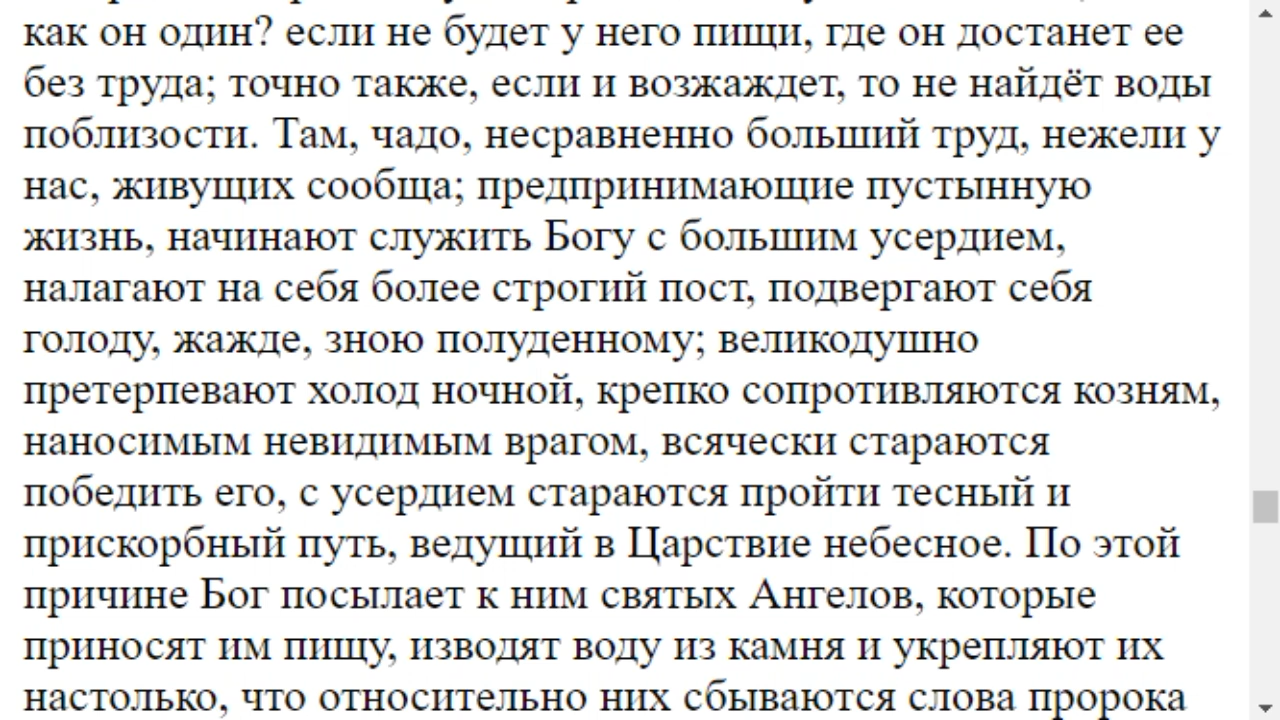 как он один? если не будет у него пищи, где он достанет ее
без труда; точно также, если и возжаждет, то не найдёт воды
поблизости. Там, чадо, несравненно больший труд, нежели у
нас, живущих сообща; предпринимающие пустынную
жизнь, начинают служить Богу с большим усердием,
налагают на себя более строгий пост, подвергают себя
голоду, жажде, зною полуденному; великодушно
претерпевают холод ночной, крепко сопротивляются козням,
наносимым невидимым врагом, всячески стараются
победить его, с усердием стараются пройти тесный и
прискорбный путь, ведущий в Царствие небесное. По этой
причине Бог посылает к ним святых Ангелов, которые
приносят им пищу, изводят воду из камня и укрепляют их
настолько, что относительно них сбываются слова пророка